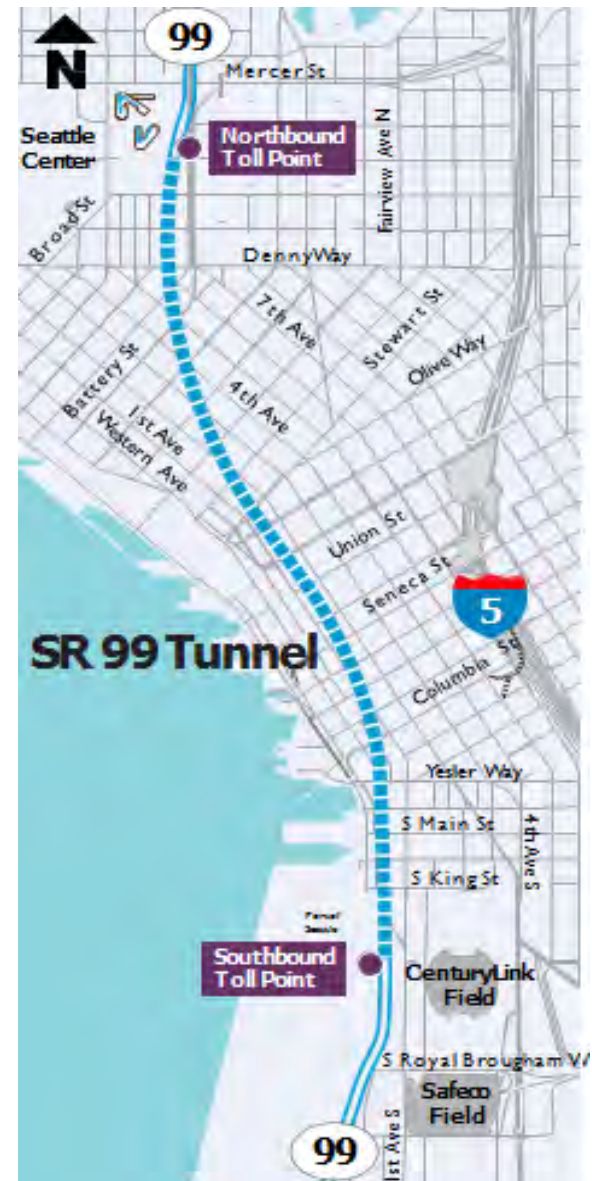 99
N
Mercer St
Seattle
Center
Northbound
Toll Point
Fairview Ave N
Broad St
Denny Way
7th Ave
Stewart St
Olive Way
Battery St
4th Ave
1st Ave
Western Ave
Union St
Seneca St
5
SR 99 Tunnel
Columbia St
Yesler Way
S Main St
4th Ave S
S King St
Southbound
Toll Point
CenturyLink
Field
S Royal Brougham W
Safeco
Field
1st Ave S
99